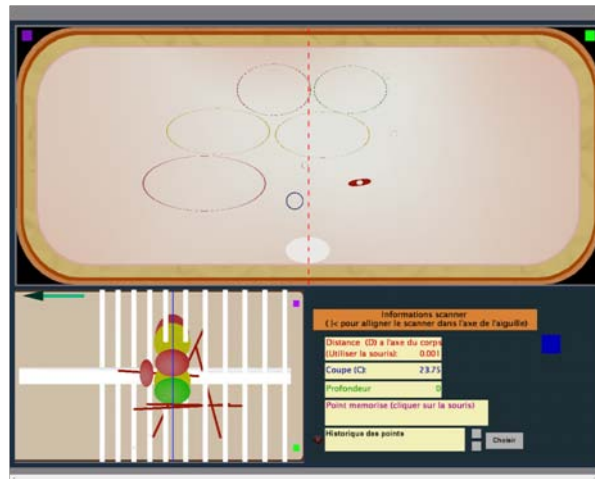 Informations scanner
( )< pour alligner le scanner dans l'axe de l'aiguille)
Distance (D) a l'axe du corps
(Utiliser la souris): 0.001
Coupe (C): 23.75
Profondeur 0
Point memorise (cliquer sur la souris)
Historique des points
Choisir